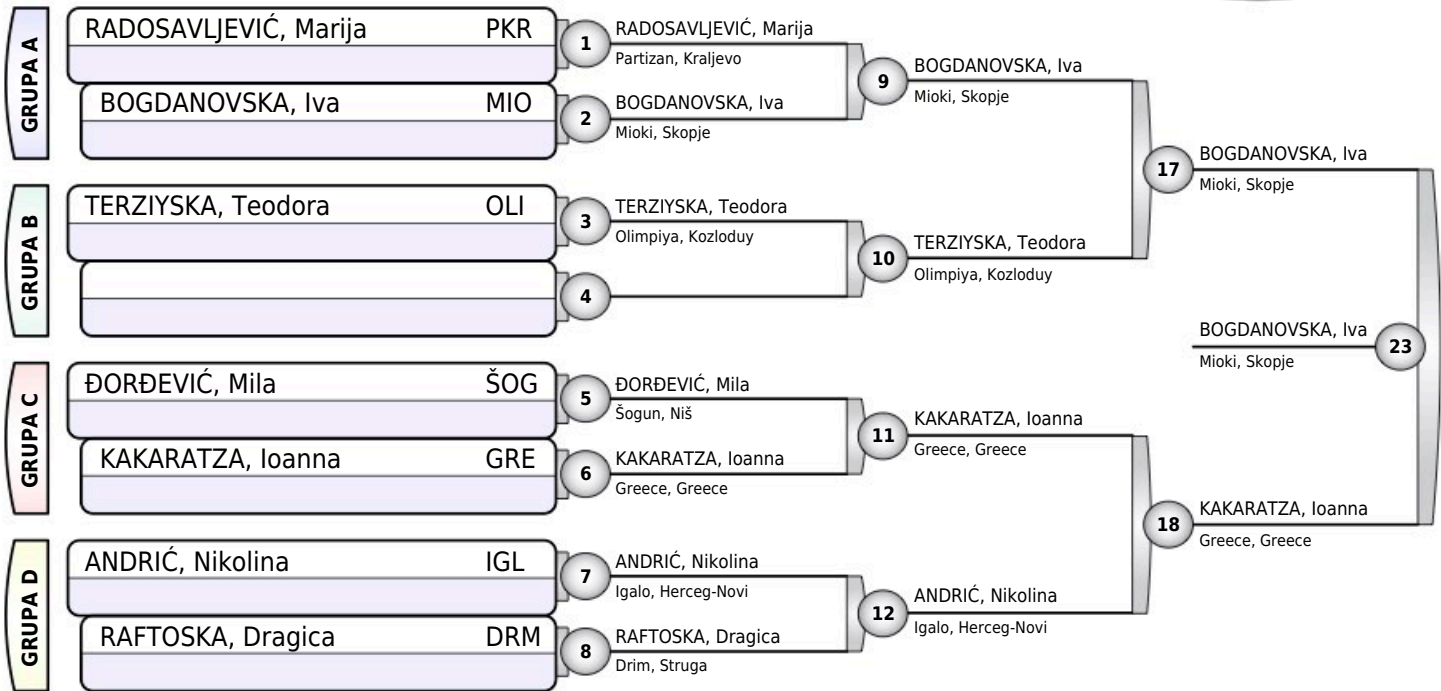 GRUPA A
RADOSAVLJEVIĆ, Marija PKR
BOGDANOVSKA, Iva MIO
1
RADOSAVLJEVIĆ, Marija
Partizan, Kraljevo
2
BOGDANOVSKA, Iva
Mioki, Skopje
9
BOGDANOVSKA, Iva
Mioki, Skopje
GRUPA B
TERZIYSKA, Teodora OLI
3
TERZIYSKA, Teodora
Olimpiya, Kozloduy
4
10
TERZIYSKA, Teodora
Olimpiya, Kozloduy
17
BOGDANOVSKA, Iva
Mioki, Skopje
GRUPA C
ĐORĐEVIĆ, Mila ŠOG
KAKARATZA, Ioanna GRE
5
ĐORĐEVIĆ, Mila
Šogun, Niš
6
KAKARATZA, Ioanna
Greece, Greece
11
KAKARATZA, Ioanna
Greece, Greece
GRUPA D
ANDRIĆ, Nikolina IGL
RAFTOSKA, Dragica DRM
7
ANDRIĆ, Nikolina
Igalo, Herceg-Novi
8
RAFTOSKA, Dragica
Drim, Struga
12
ANDRIĆ, Nikolina
Igalo, Herceg-Novi
18
KAKARATZA, Ioanna
Greece, Greece
BOGDANOVSKA, Iva
Mioki, Skopje
23